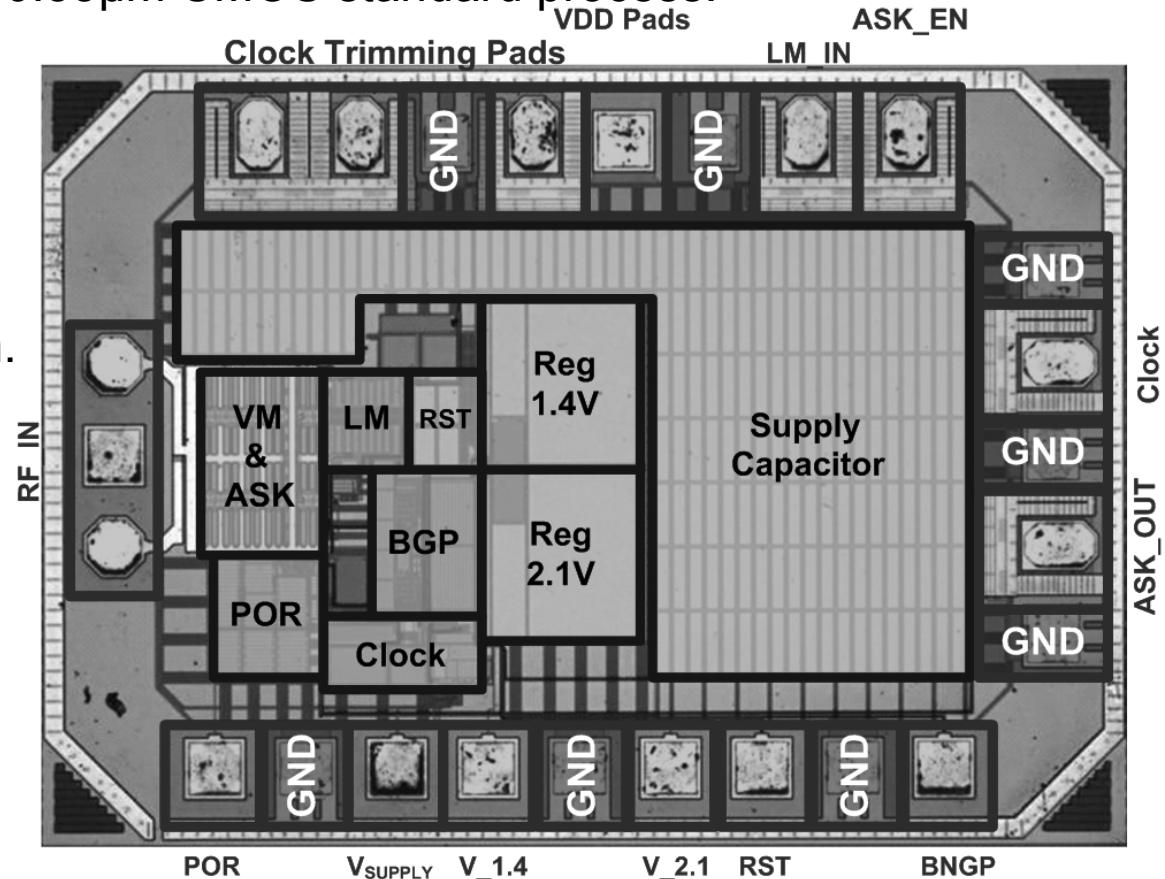 VDD Pads
ASK_EN
Clock Trimming Pads
LM_IN
GND
GND
GND
RF_IN
VM
&
ASK
LM
RST
Reg
1.4V
Supply
Capacitor
Clock
GND
BGP
Reg
2.1V
ASK_OUT
POR
Clock
GND
GND
GND
GND
POR
VSUPPLY
V_1.4
V_2.1
RST
BNGP